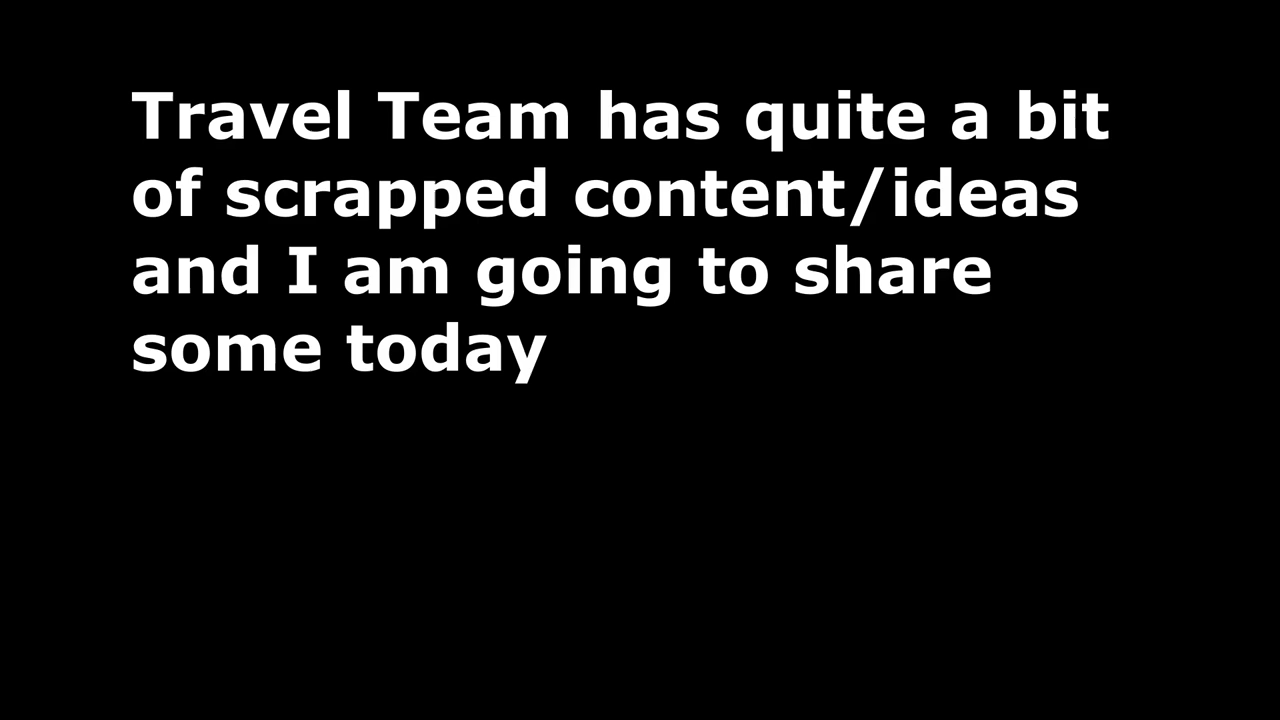 Travel Team has quite a bit
of scrapped content/ideas
and I am going to share
some today